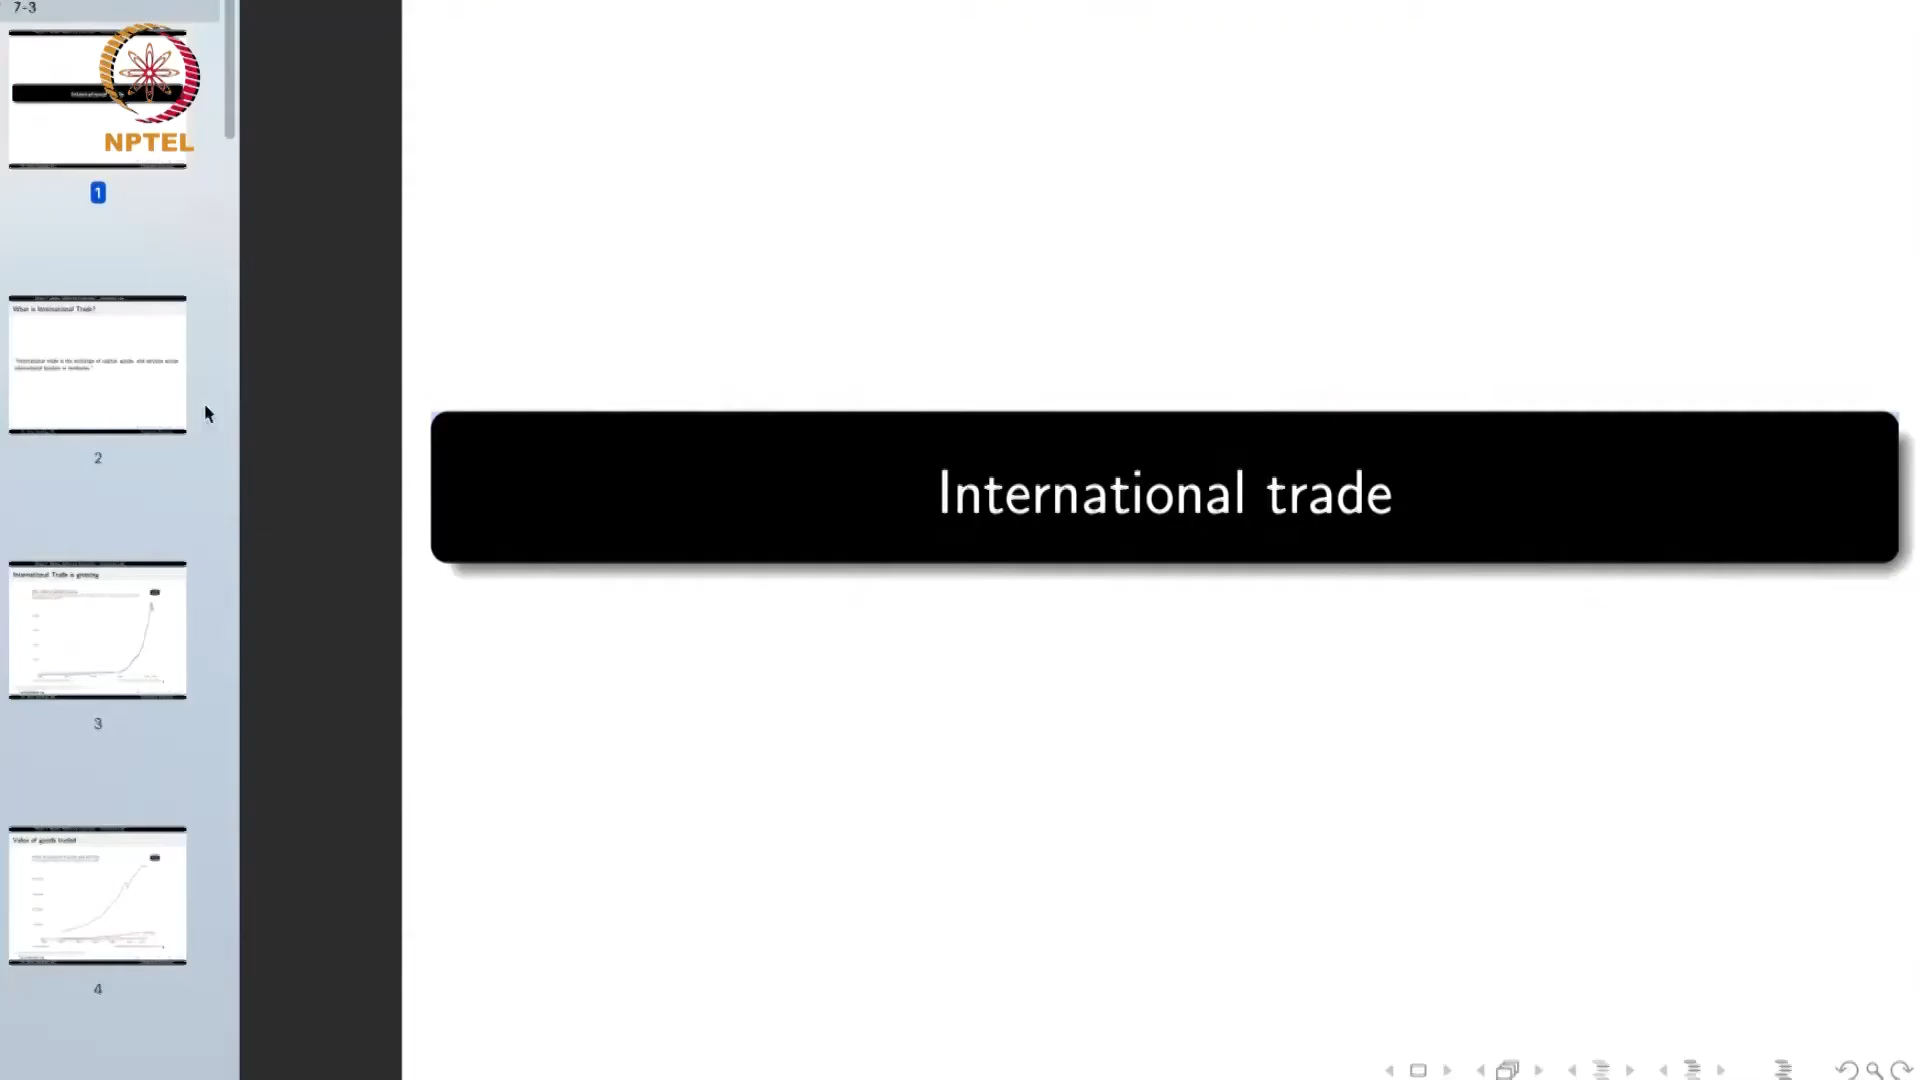 7-3
NPTEL
1
What is International Trade?
2
International Trade is growing
3
Value of goods traded
4
International trade